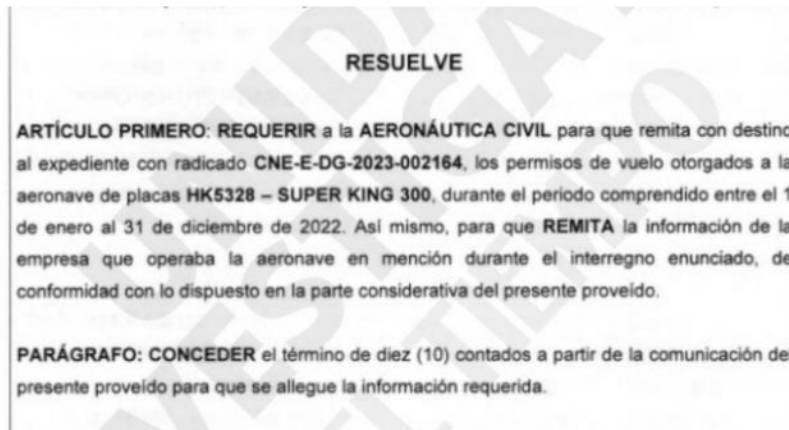 RESUELVE
ARTÍCULO PRIMERO: REQUERIR a la AERONÁUTICA CIVIL para que remita con destino
al expediente con radicado CNE-E-DG-2023-002164, los permisos de vuelo otorgados a la
aeronave de placas HK5328 – SUPER KING 300, durante el periodo comprendido entre el 1
de enero al 31 de diciembre de 2022. Así mismo, para que REMITA la información de la
empresa que operaba la aeronave en mención durante el interregno enunciado, de
conformidad con lo dispuesto en la parte considerativa del presente proveído.
PARÁGRAFO: CONCEDER el término de diez (10) contados a partir de la comunicación del
presente proveído para que se allegue la información requerida.
UNIDAD
INVESTIGATIVA
EL TIEMPO